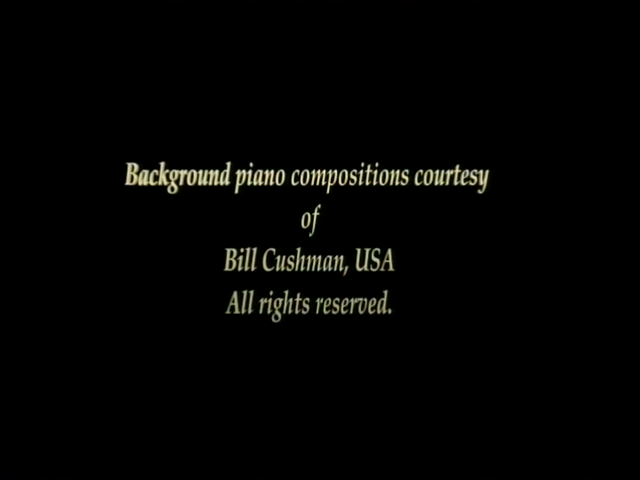 Background piano compositions courtesy
of
Bill Cushman, USA
All rights reserved.